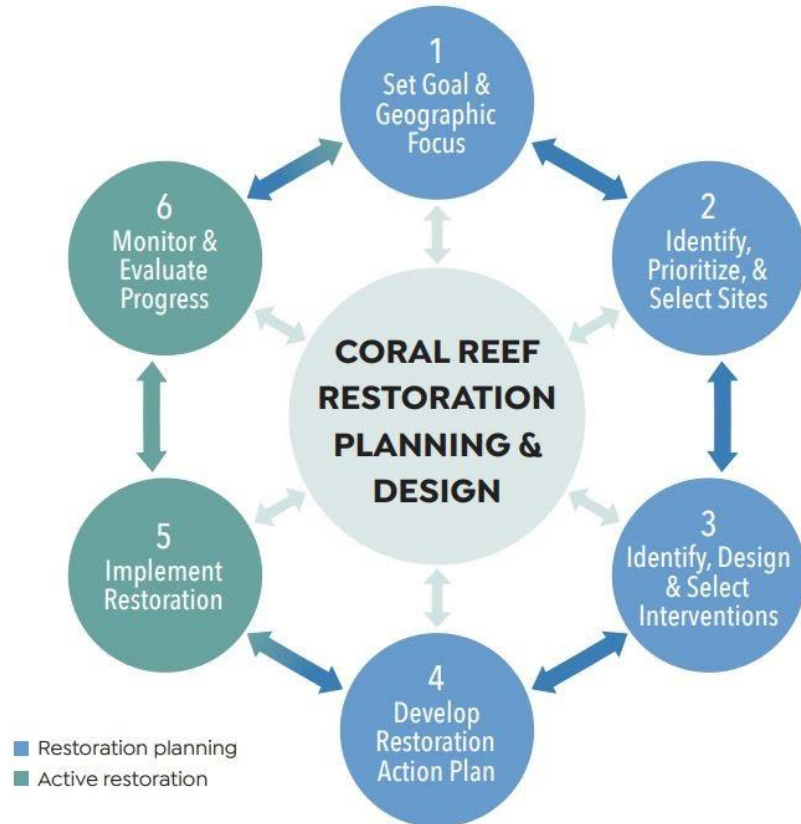 1
Set Goal &
Geographic
Focus
2
Identify,
Prioritize, &
Select Sites
3
Identify, Design
& Select
Interventions
4
Develop
Restoration
Action Plan
5
Implement
Restoration
6
Monitor &
Evaluate
Progress
CORAL REEF
RESTORATION
PLANNING &
DESIGN
Restoration planning
Active restoration